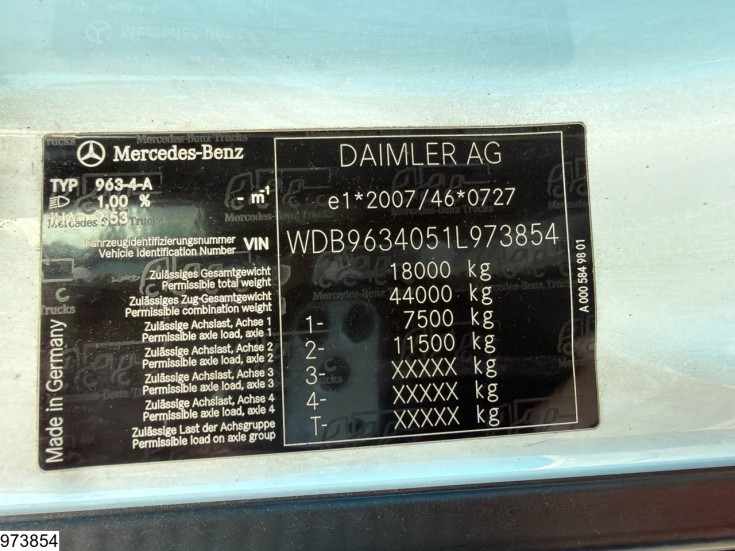 Mercedes-Benz
DAIMLER AG
TYP 963-4-A
1,00 % - m-1
e1*2007/46*0727
Fahrzeugidentifizierungsnummer
Vehicle Identification Number VIN
WDB9634051L973854
Zulässiges Gesamtgewicht
Permissible total weight
18000 kg
Zulässiges Zug-Gesamtgewicht
Permissible combination weight
44000 kg
Zulässige Achslast, Achse 1
Permissible axle load, axle 1
1- 7500 kg
Zulässige Achslast, Achse 2
Permissible axle load, axle 2
2- 11500 kg
Zulässige Achslast, Achse 3
Permissible axle load, axle 3
3- XXXXX kg
Zulässige Achslast, Achse 4
Permissible axle load, axle 4
4- XXXXX kg
Zulässige Last der Achsgruppe
Permissible load on axle group
T- XXXXX kg
Made in Germany
A 000 584 98 01
973854